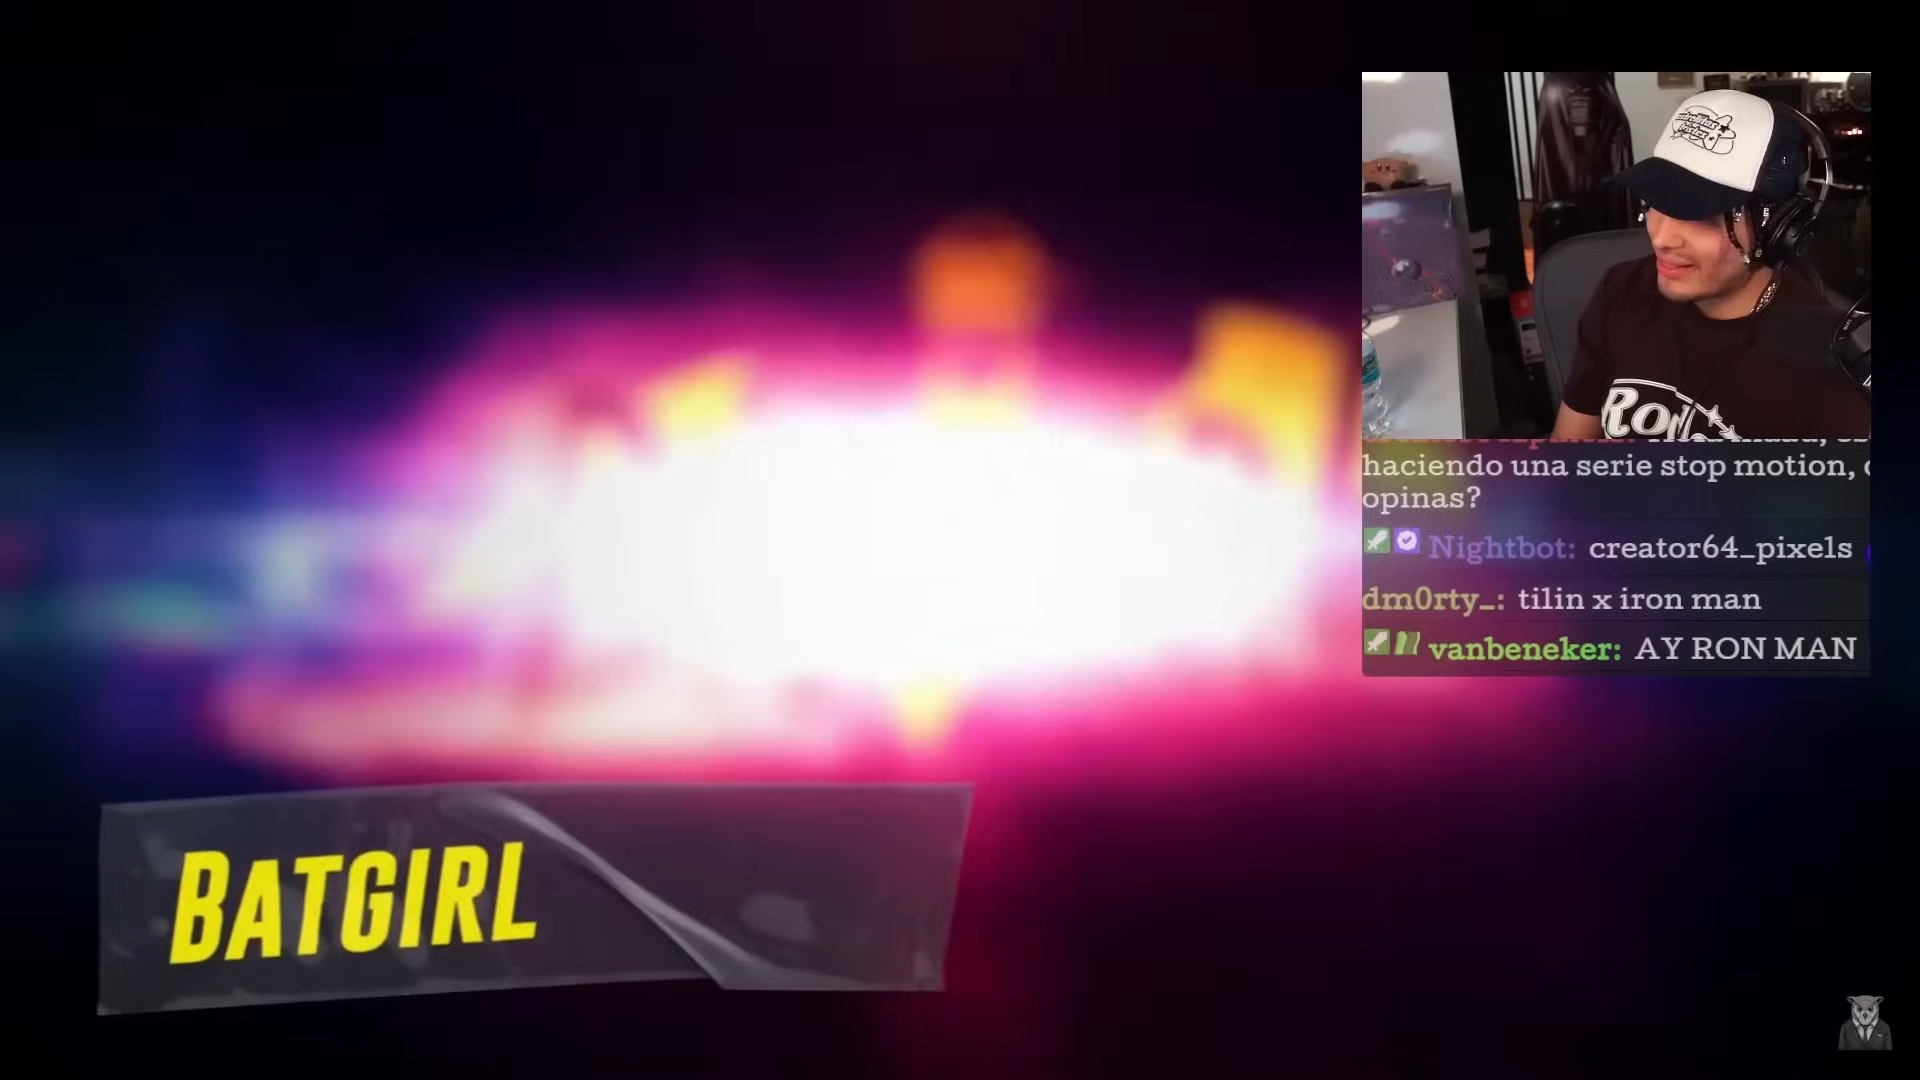 haciendo una serie stop motion,
opinas?
Nightbot: creator64_pixels
dm0rty_: tilin x iron man
vanbeneker: AY RON MAN
BATGIRL